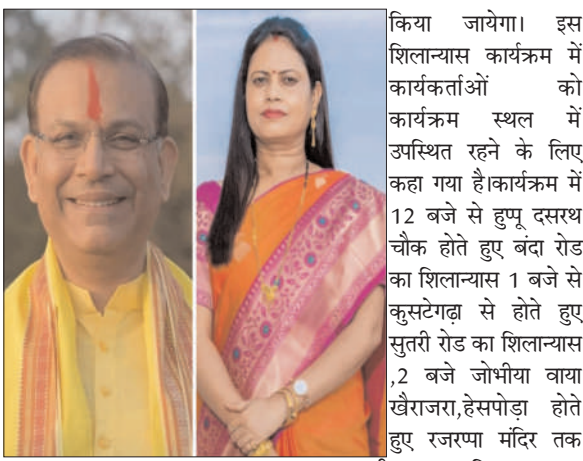 किया जायेगा। इस
शिलान्यास कार्यक्रम में
कार्यकर्ताओं को
कार्यक्रम स्थल में
उपस्थित रहने के लिए
कहा गया है।कार्यक्रम में
12 बजे से हुप्पू दसरथ
चौक होते हुए बंदा रोड
का शिलान्यास 1 बजे से
कुसटेगढ़ा से होते हुए
सुतरी रोड का शिलान्यास
,2 बजे जोभीया वाया
खैराजरा,हेसपोड़ा होते
हुए रजरप्पा मंदिर तक